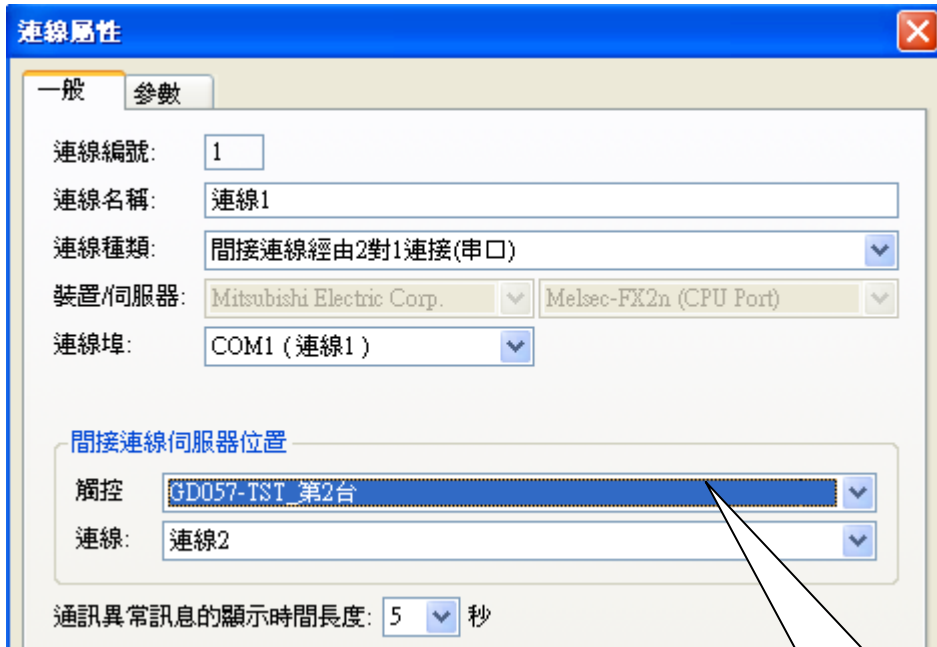 連線屬性
一般 參數
連線編號: 1
連線名稱: 連線1
連線種類: 間接連線經由2對1連接(串口)
裝置/伺服器: Mitsubishi Electric Corp. Melsec-FX2n (CPU Port)
連線埠: COM1 ( 連線1 )
間接連線伺服器位置
觸控 GD057-TST_第2台
連線: 連線2
通訊異常訊息的顯示時間長度: 5 秒